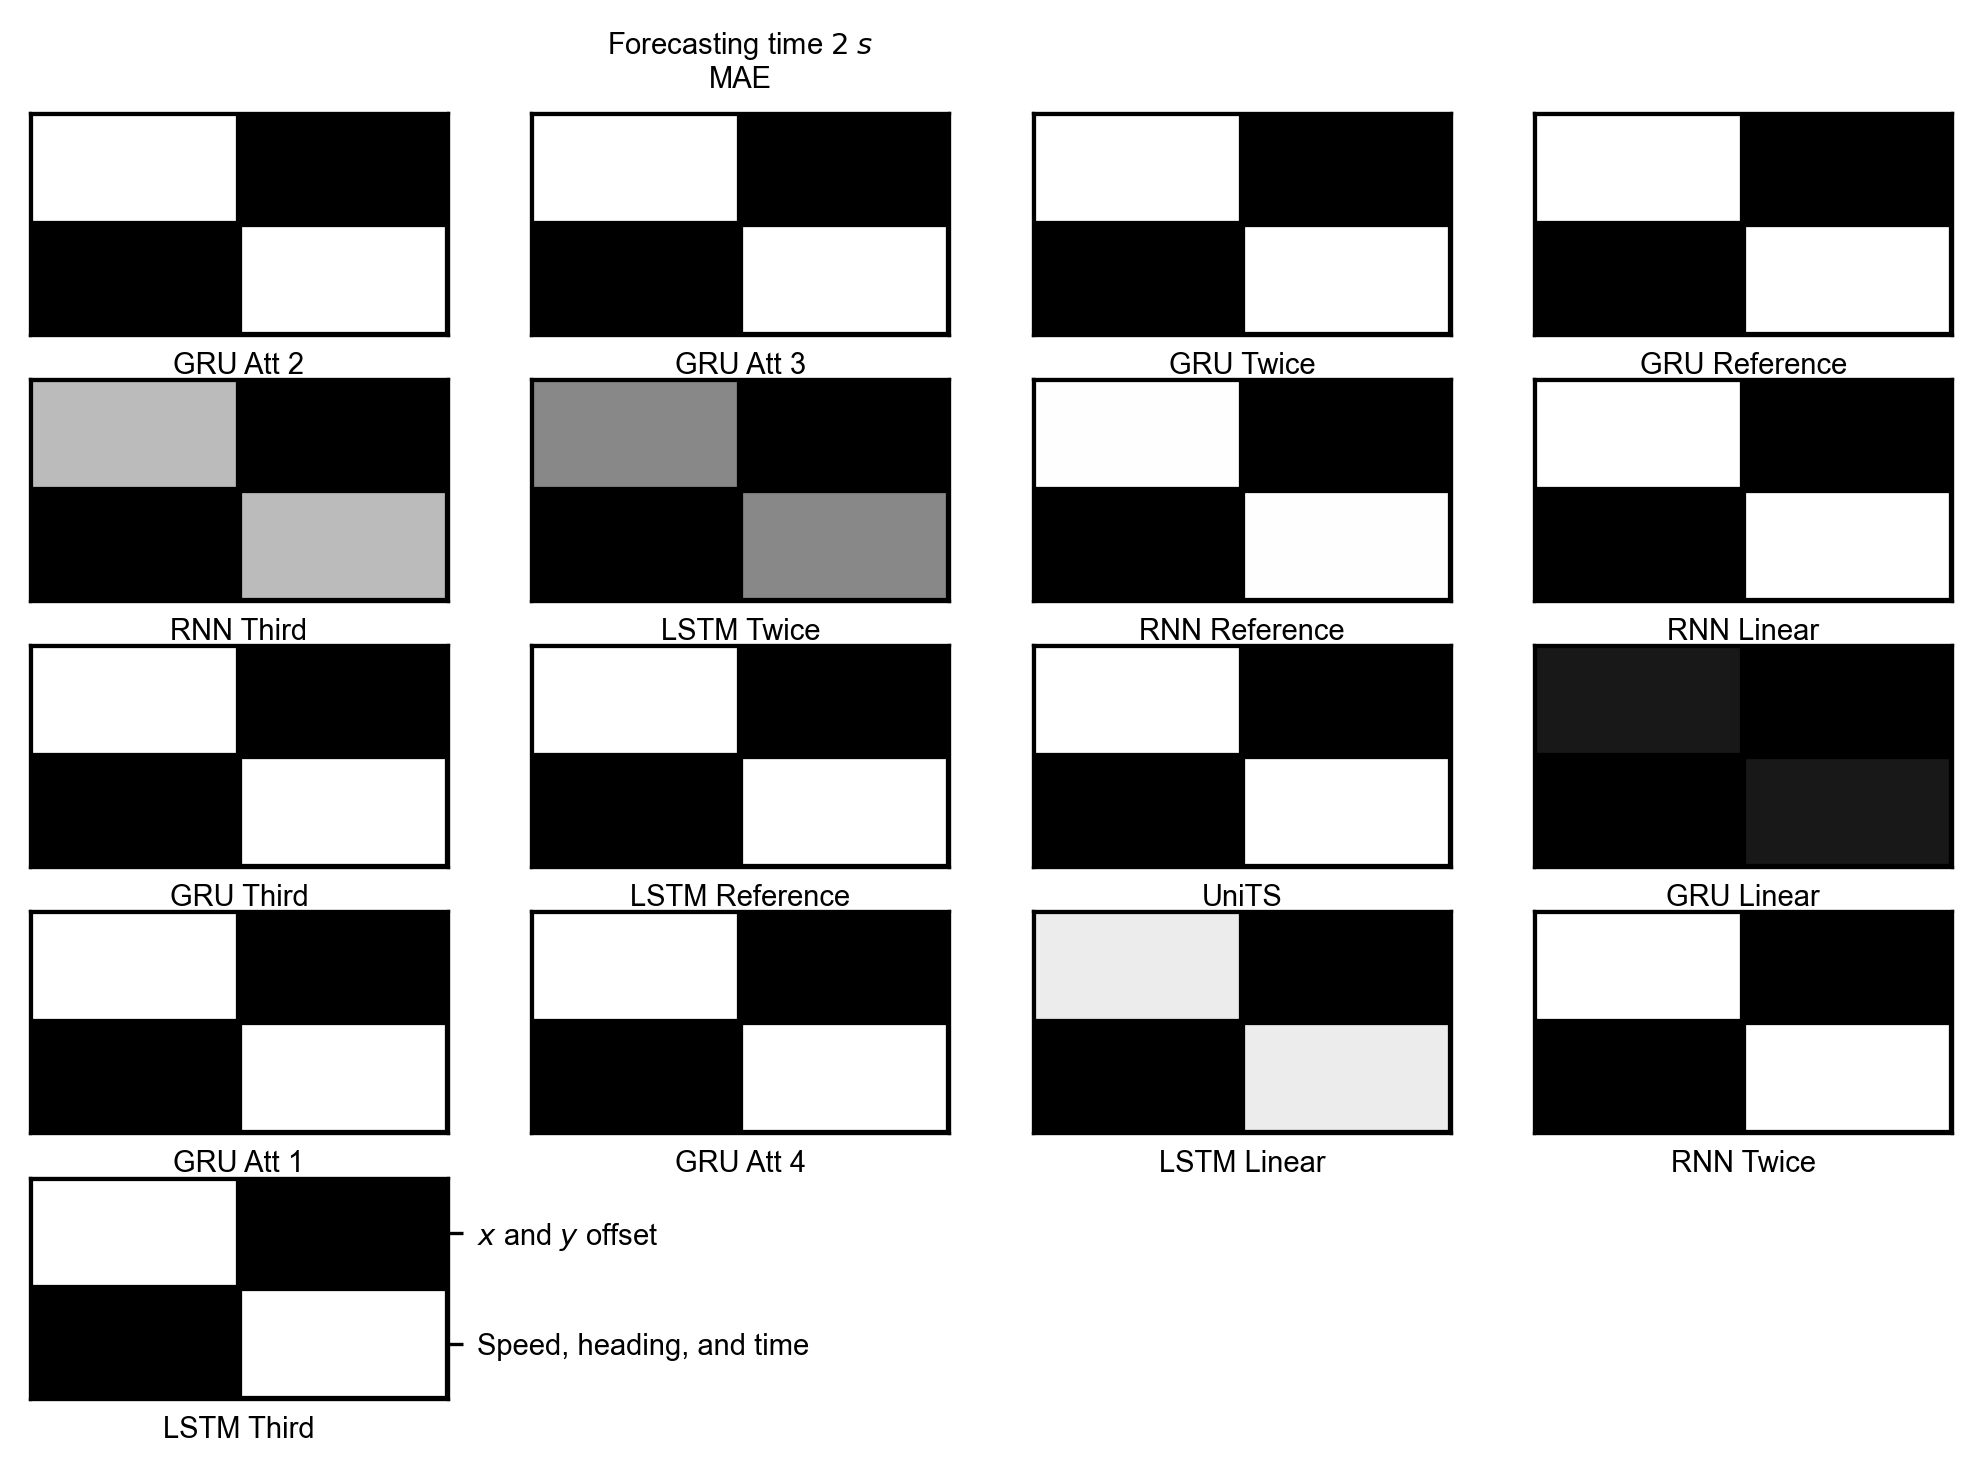 Forecasting time 2 s
MAE
GRU Att 2
GRU Att 3
GRU Twice
GRU Reference
RNN Third
LSTM Twice
RNN Reference
RNN Linear
GRU Third
LSTM Reference
UniTS
GRU Linear
GRU Att 1
GRU Att 4
LSTM Linear
RNN Twice
x and y offset
Speed, heading, and time
LSTM Third